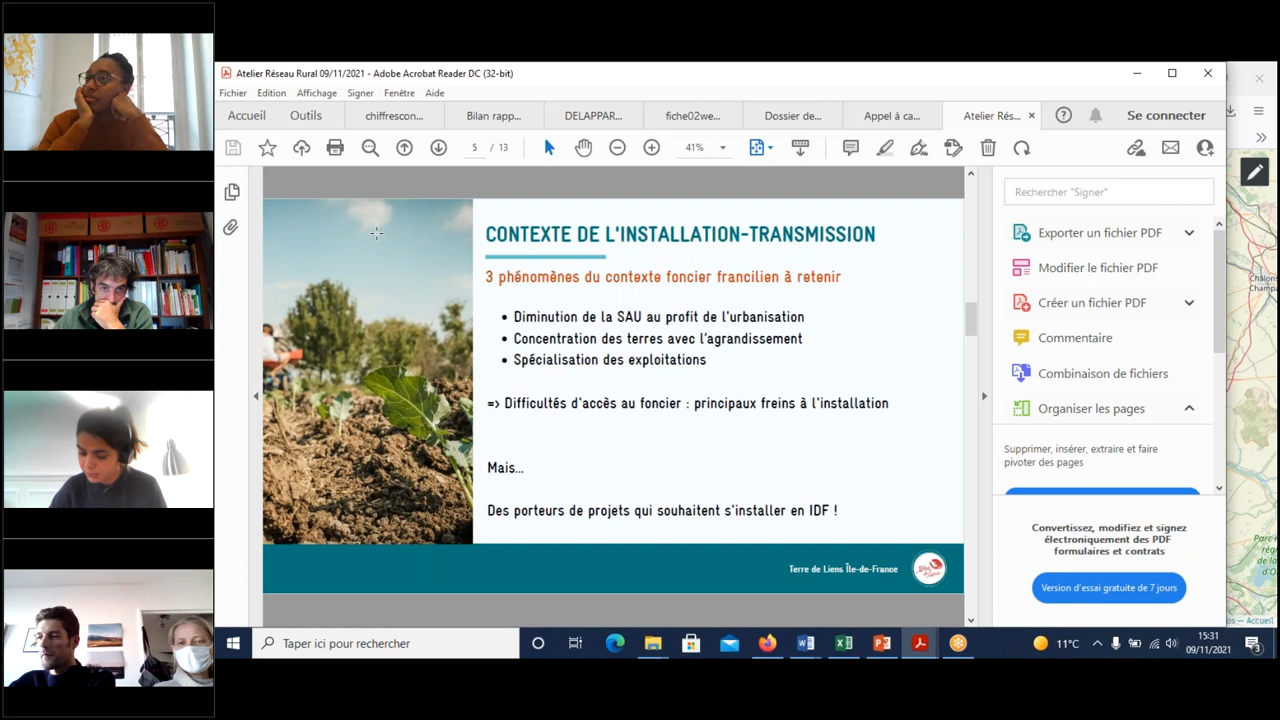 Atelier Réseau Rural 09/11/2021 - Adobe Acrobat Reader DC (32-bit)
Fichier Edition Affichage Signer Fenêtre Aide
Accueil Outils chiffrescon... Bilan rapp... DELAPPAR... fiche02we... Dossier de... Appel à ca... Atelier Rés... × Se connecter
5 / 13 41%
CONTEXTE DE L'INSTALLATION-TRANSMISSION
3 phénomènes du contexte foncier francilien à retenir
• Diminution de la SAU au profit de l'urbanisation
• Concentration des terres avec l'agrandissement
• Spécialisation des exploitations
=> Difficultés d'accès au foncier : principaux freins à l'installation
Mais...
Des porteurs de projets qui souhaitent s'installer en IDF !
Terre de Liens Île-de-France
Rechercher "Signer"
Exporter un fichier PDF
Modifier le fichier PDF
Créer un fichier PDF
Commentaire
Combinaison de fichiers
Organiser les pages
Supprimer, insérer, extraire et faire
pivoter des pages
Convertissez, modifiez et signez
électroniquement des PDF
formulaires et contrats
Version d'essai gratuite de 7 jours
Taper ici pour rechercher
11°C
15:31
09/11/2021
3